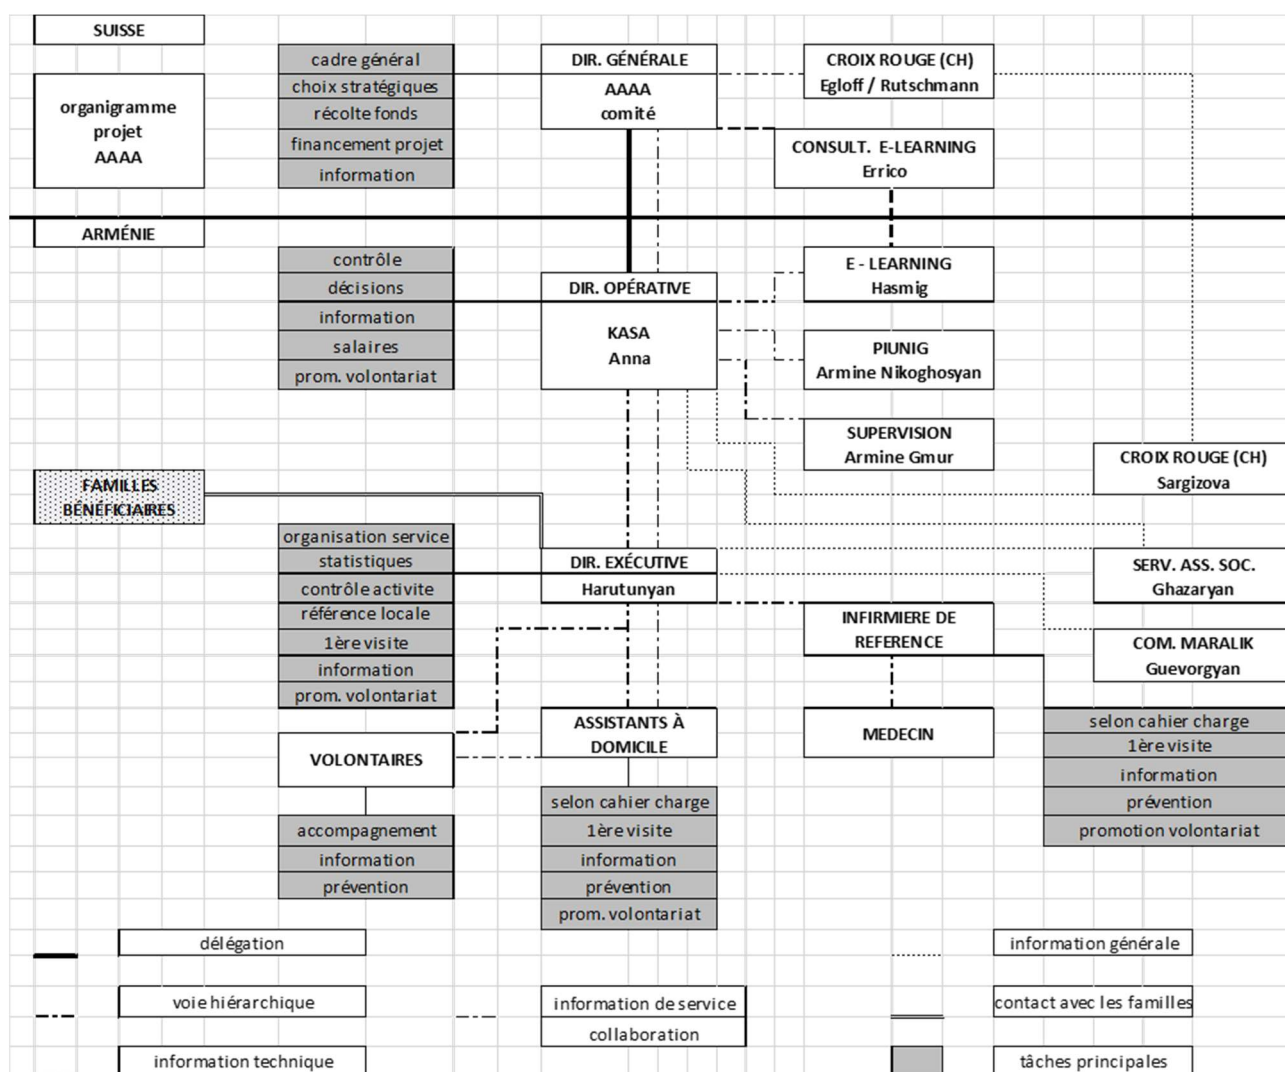 SUISSE
organigramme
projet
AAAA
cadre général
choix stratégiques
récolte fonds
financement projet
information
DIR. GÉNÉRALE
AAAA
comité
CROIX ROUGE (CH)
Egloff / Rutschmann
CONSULT. E-LEARNING
Errico
ARMÉNIE
contrôle
décisions
information
salaires
prom. volontariat
DIR. OPÉRATIVE
KASA
Anna
E - LEARNING
Hasmig
PIUNIG
Armine Nikoghosyan
SUPERVISION
Armine Gmur
CROIX ROUGE (CH)
Sargizova
FAMILLES
BÉNÉFICIAIRES
organisation service
statistiques
contrôle activite
référence locale
1ère visite
information
prom. volontariat
DIR. EXÉCUTIVE
Harutunyan
SERV. ASS. SOC.
Ghazaryan
INFIRMIERE DE
REFERENCE
COM. MARALIK
Guevorgyan
VOLONTAIRES
ASSISTANTS À
DOMICILE
MEDECIN
selon cahier charge
1ère visite
information
prévention
promotion volontariat
accompagnement
information
prévention
selon cahier charge
1ère visite
information
prévention
prom. volontariat
délégation
information générale
voie hiérarchique
information de service
collaboration
contact avec les familles
information technique
tâches principales